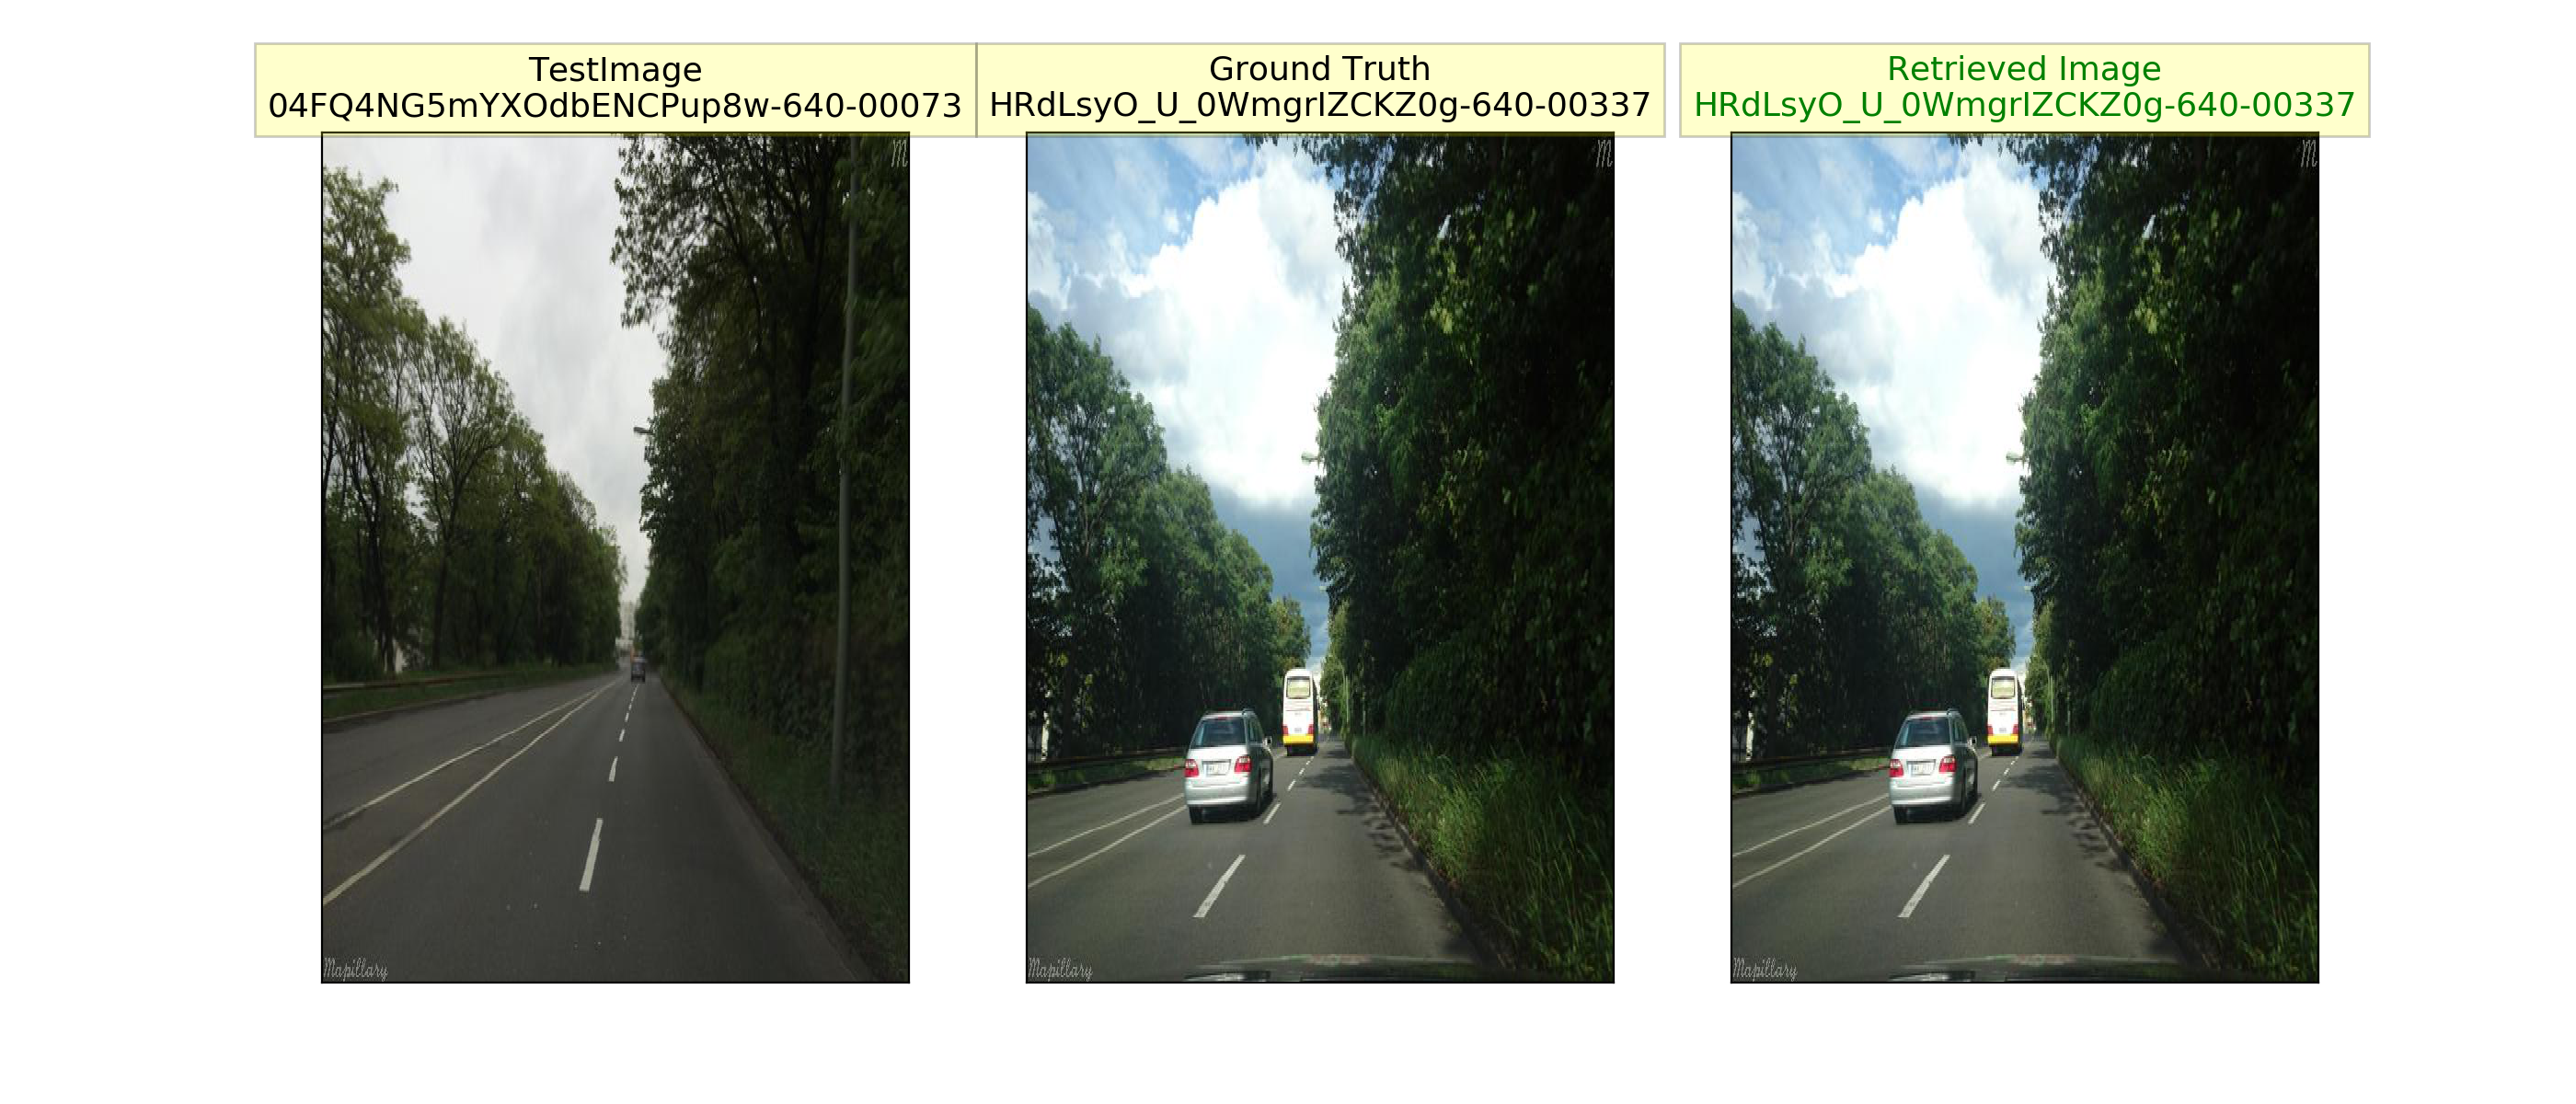 TestImage
04FQ4NG5mYXOdbENCPup8w-640-00073
Ground Truth
HRdLsyO_U_0WmgrIZCKZ0g-640-00337
Retrieved Image
HRdLsyO_U_0WmgrIZCKZ0g-640-00337
M
M
M
Mapillary
Mapillary
Mapillary